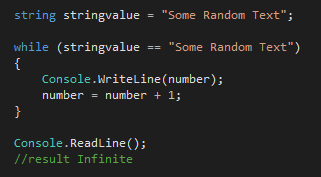 string stringvalue = "Some Random Text";
while (stringvalue == "Some Random Text")
{
Console.WriteLine(number);
number = number + 1;
}
Console.ReadLine();
//result Infinite